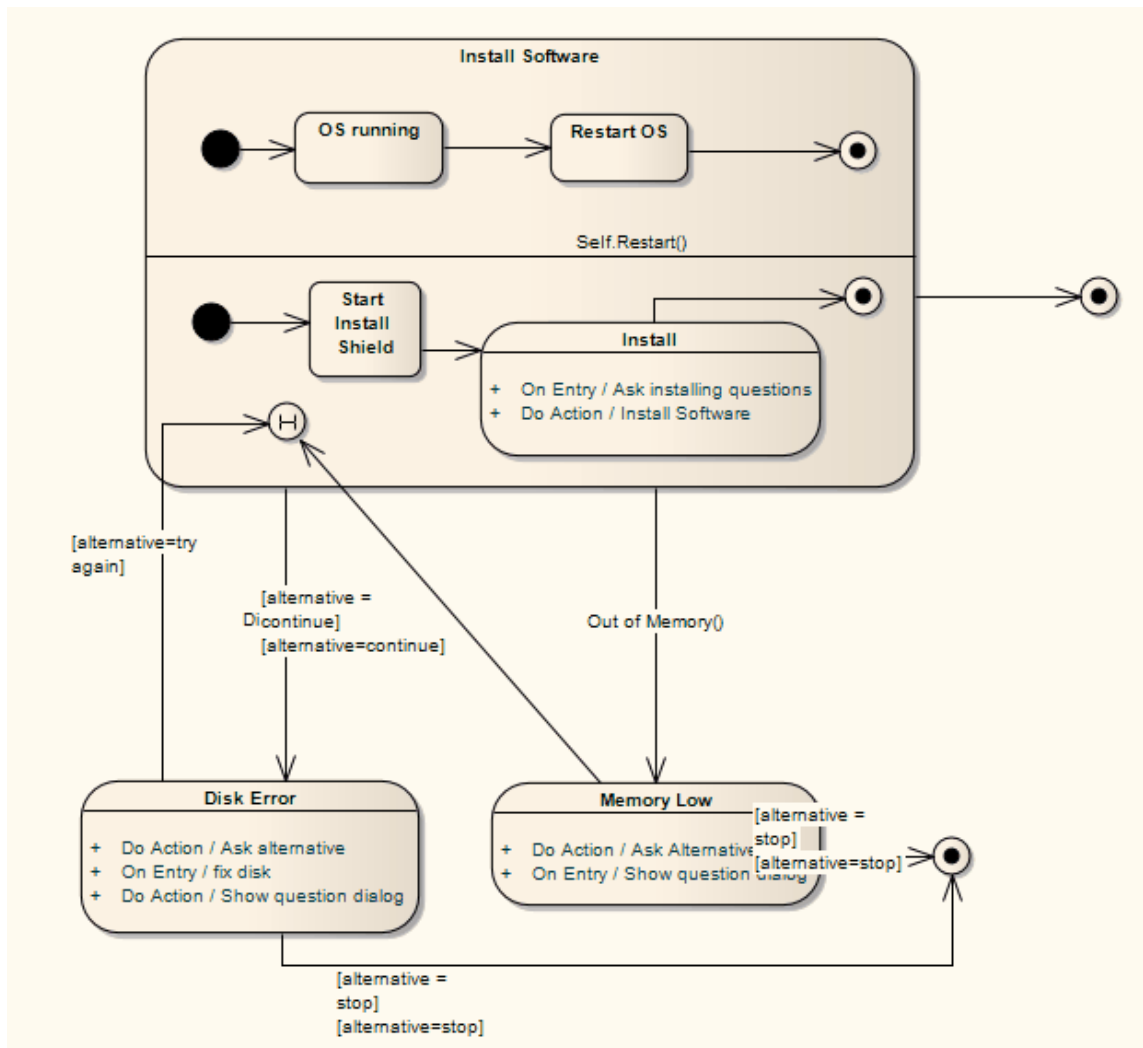 Install Software
OS running
Restart OS
Self.Restart()
Start
Install
Shield
Install
+ On Entry / Ask installing questions
+ Do Action / Install Software
H
[alternative=try
again]
[alternative =
Dicontinue]
[alternative=continue]
Out of Memory()
Disk Error
+ Do Action / Ask alternative
+ On Entry / fix disk
+ Do Action / Show question dialog
Memory Low
+ Do Action / Ask Alternative
+ On Entry / Show question dialog
[alternative =
stop]
[alternative=stop]
[alternative =
stop]
[alternative=stop]